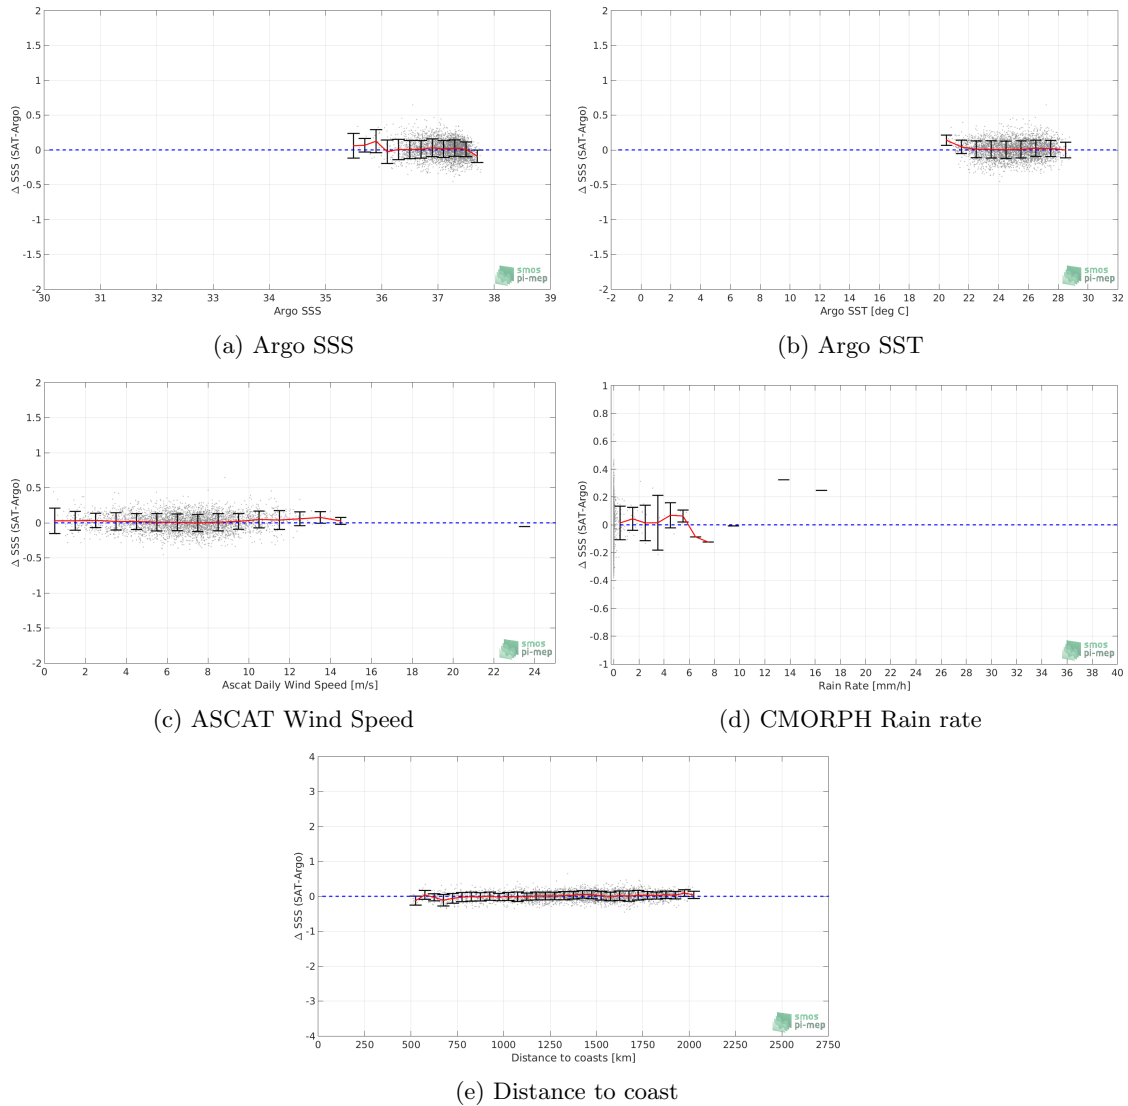 2
1.5
1
0.5
0
-0.5
-1
-1.5
-2
Δ SSS (SAT-Argo)
30 31 32 33 34 35 36 37 38 39
Argo SSS
smos
pi-mep
(a) Argo SSS
2
1.5
1
0.5
0
-0.5
-1
-1.5
-2
Δ SSS (SAT-Argo)
-2 0 2 4 6 8 10 12 14 16 18 20 22 24 26 28 30 32
Argo SST [deg C]
smos
pi-mep
(b) Argo SST
2
1.5
1
0.5
0
-0.5
-1
-1.5
-2
Δ SSS (SAT-Argo)
0 2 4 6 8 10 12 14 16 18 20 22 24
Ascat Daily Wind Speed [m/s]
smos
pi-mep
(c) ASCAT Wind Speed
1
0.8
0.6
0.4
0.2
0
-0.2
-0.4
-0.6
-0.8
-1
Δ SSS (SAT-Argo)
0 2 4 6 8 10 12 14 16 18 20 22 24 26 28 30 32 34 36 38 40
Rain Rate [mm/h]
smos
pi-mep
(d) CMORPH Rain rate
4
3
2
1
0
-1
-2
-3
-4
Δ SSS (SAT-Argo)
0 250 500 750 1000 1250 1500 1750 2000 2250 2500 2750
Distance to coasts [km]
smos
pi-mep
(e) Distance to coast